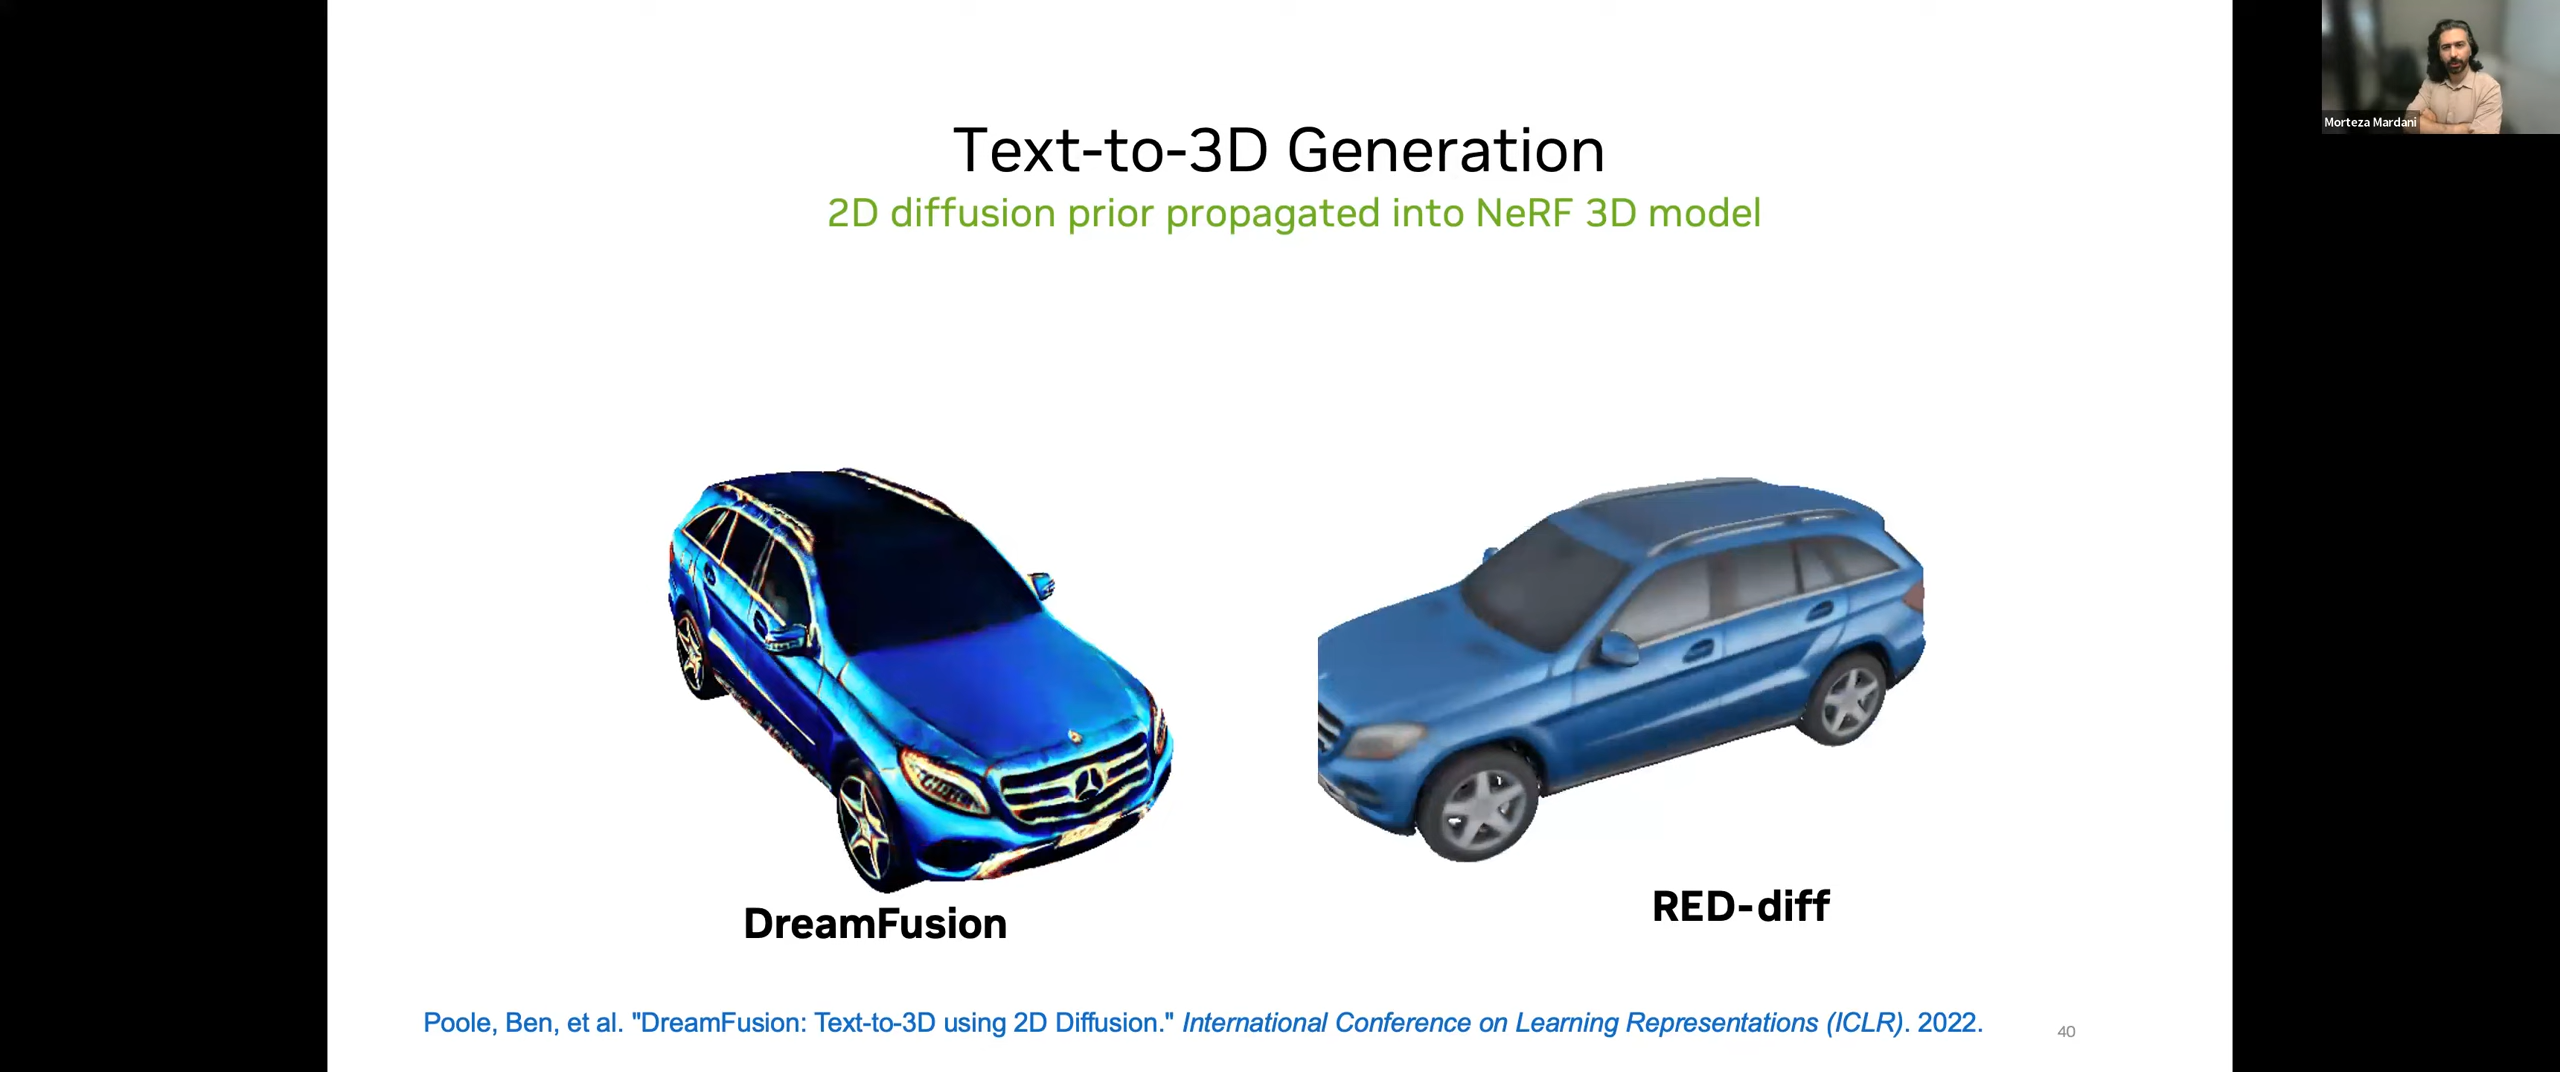 Morteza Mardani
Text-to-3D Generation
2D diffusion prior propagated into NeRF 3D model
DreamFusion
RED-diff
Poole, Ben, et al. "DreamFusion: Text-to-3D using 2D Diffusion." International Conference on Learning Representations (ICLR). 2022.
40